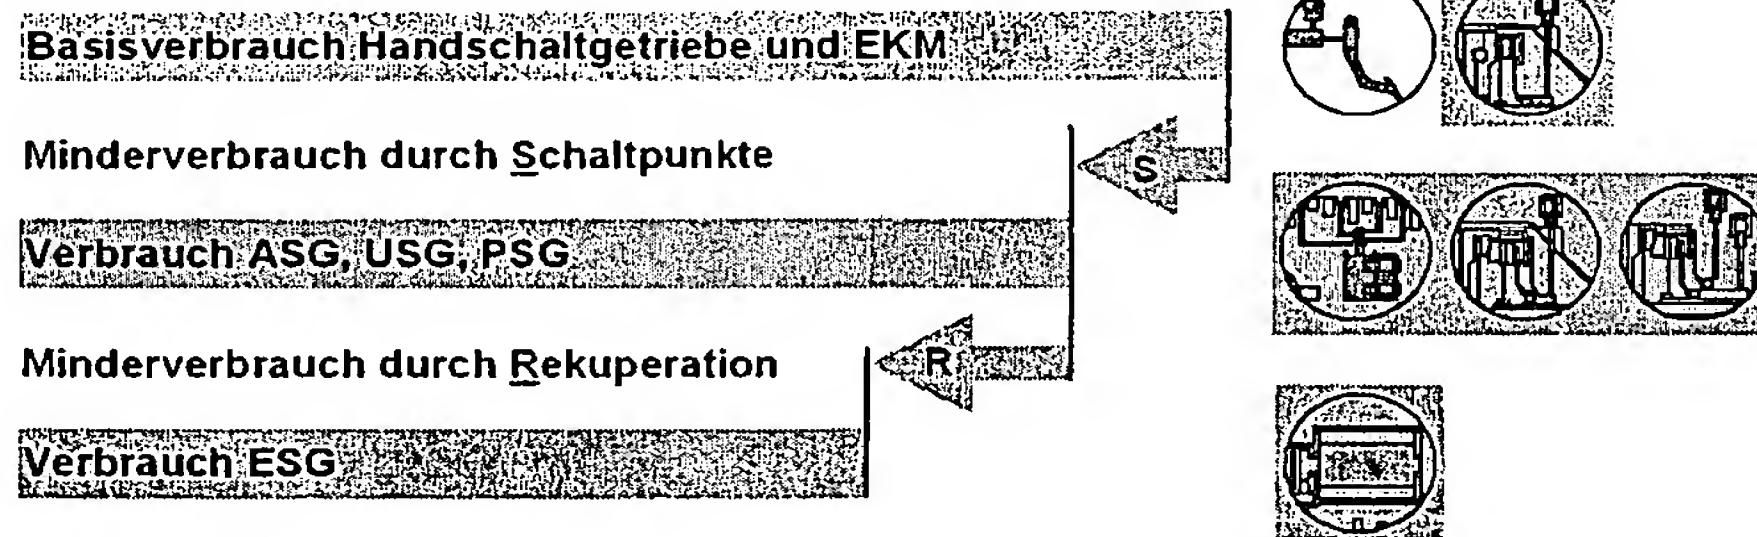 Basisverbrauch Handschaltgetriebe und EKM
Minderverbrauch durch Schaltpunkte
S
Verbrauch ASG, USG, PSG
Minderverbrauch durch Rekuperation
R
Verbrauch ESG